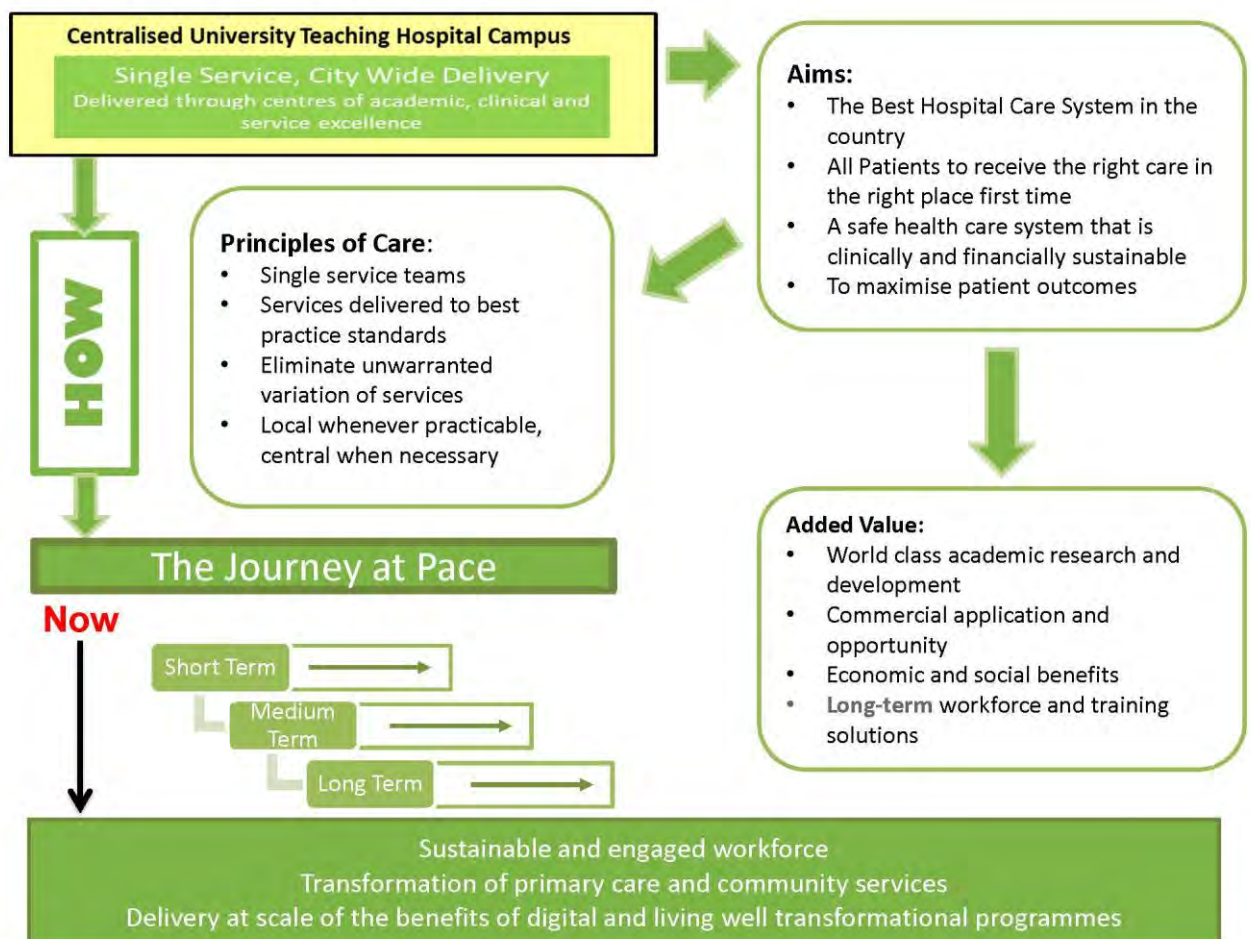 Centralised University Teaching Hospital Campus
Single Service, City Wide Delivery
Delivered through centres of academic, clinical and
service excellence
Aims:
• The Best Hospital Care System in the
country
• All Patients to receive the right care in
the right place first time
• A safe health care system that is
clinically and financially sustainable
• To maximise patient outcomes
Principles of Care:
• Single service teams
• Services delivered to best
practice standards
• Eliminate unwarranted
variation of services
• Local whenever practicable,
central when necessary
HOW
Added Value:
• World class academic research and
development
• Commercial application and
opportunity
• Economic and social benefits
• Long-term workforce and training
solutions
The Journey at Pace
Now
Short Term
Medium
Term
Long Term
Sustainable and engaged workforce
Transformation of primary care and community services
Delivery at scale of the benefits of digital and living well transformational programmes